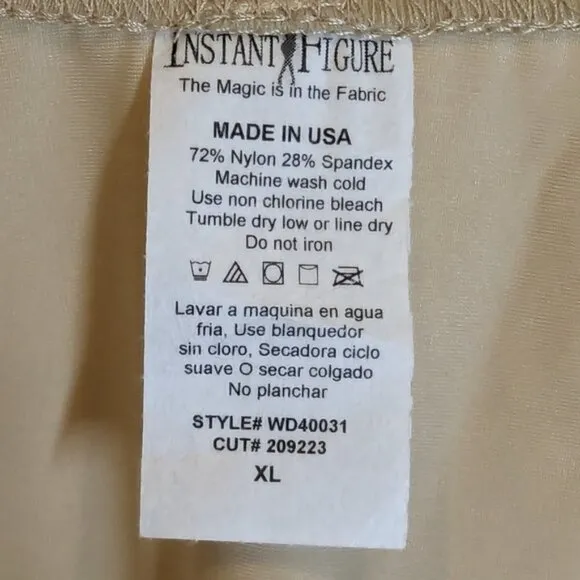 INSTANT FIGURE
The Magic is in the Fabric
MADE IN USA
72% Nylon 28% Spandex
Machine wash cold
Use non chlorine bleach
Tumble dry low or line dry
Do not iron
Lavar a maquina en agua
fria, Use blanquedor
sin cloro, Secadora ciclo
suave O secar colgado
No planchar
STYLE# WD40031
CUT# 209223
XL